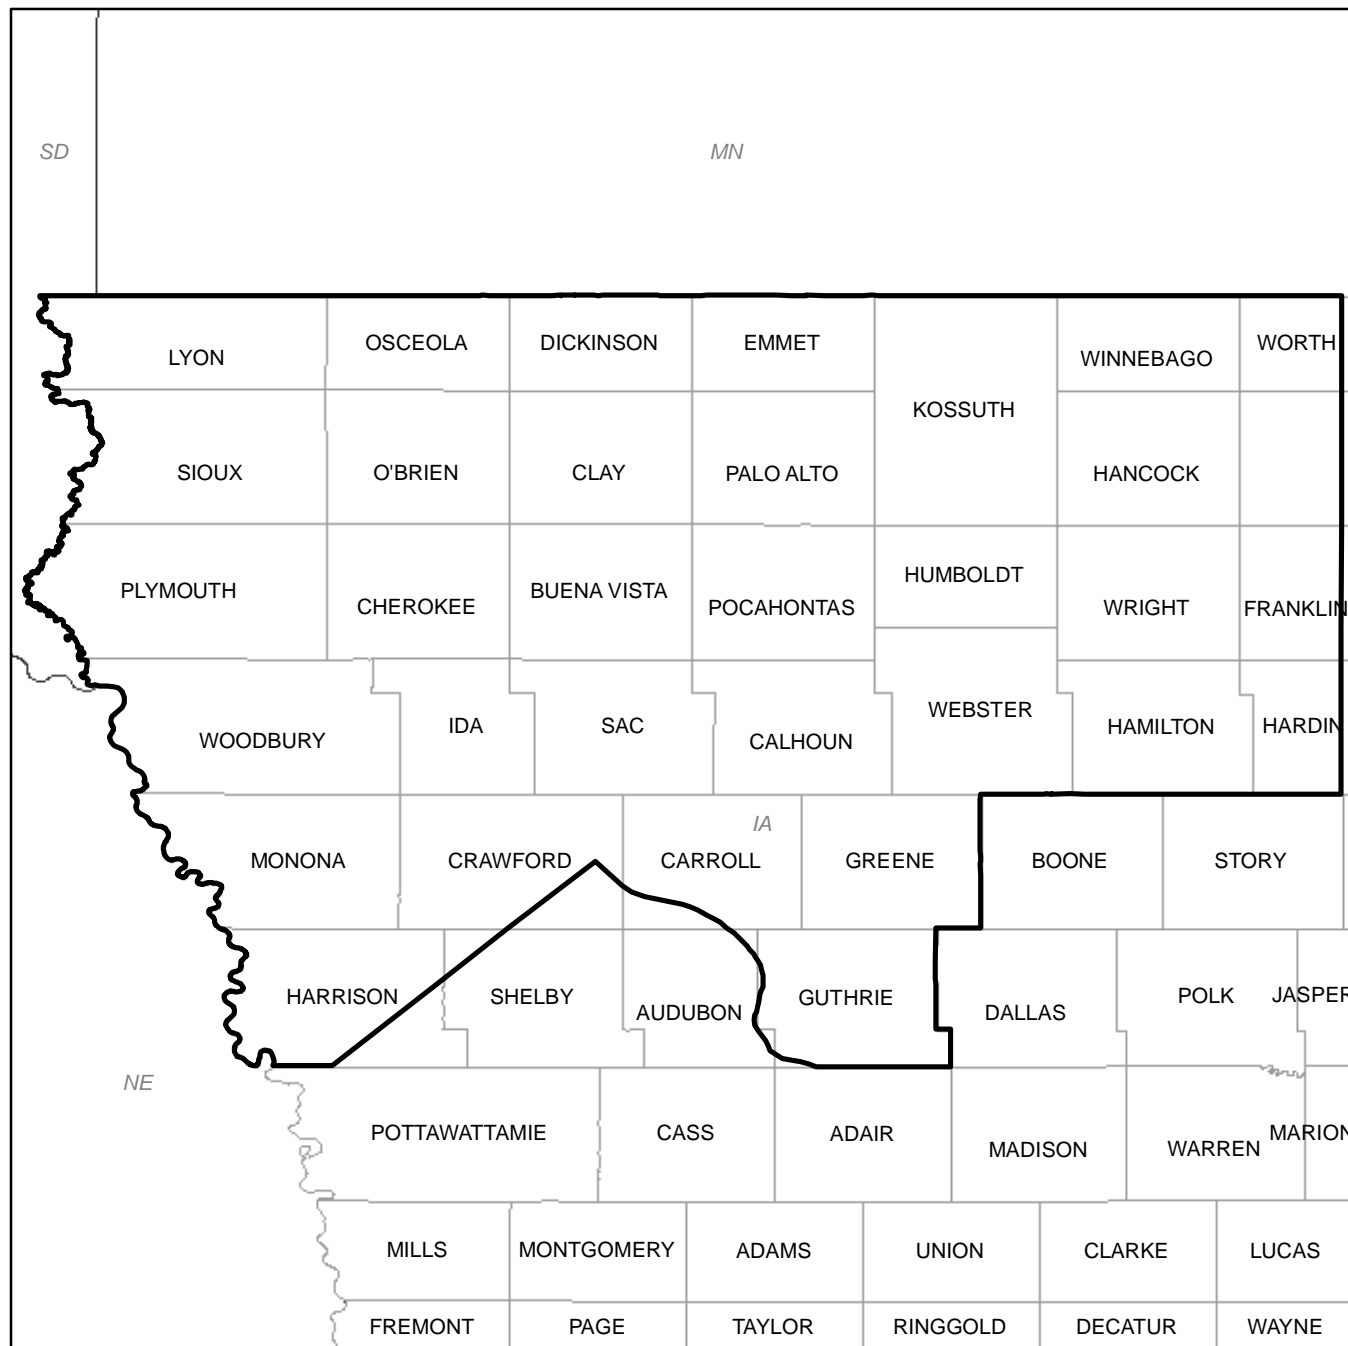 SD
MN
LYON
OSCEOLA
DICKINSON
EMMET
KOSSUTH
WINNEBAGO
WORTH
SIOUX
O'BRIEN
CLAY
PALO ALTO
HANCOCK
PLYMOUTH
CHEROKEE
BUENA VISTA
POCAHONTAS
HUMBOLDT
WRIGHT
FRANKLIN
WOODBURY
IDA
SAC
CALHOUN
WEBSTER
HAMILTON
HARDIN
IA
MONONA
CRAWFORD
CARROLL
GREENE
BOONE
STORY
HARRISON
SHELBY
AUDUBON
GUTHRIE
DALLAS
POLK
JASPER
NE
POTTAWATTAMIE
CASS
ADAIR
MADISON
WARREN
MARION
MILLS
MONTGOMERY
ADAMS
UNION
CLARKE
LUCAS
FREMONT
PAGE
TAYLOR
RINGGOLD
DECATUR
WAYNE